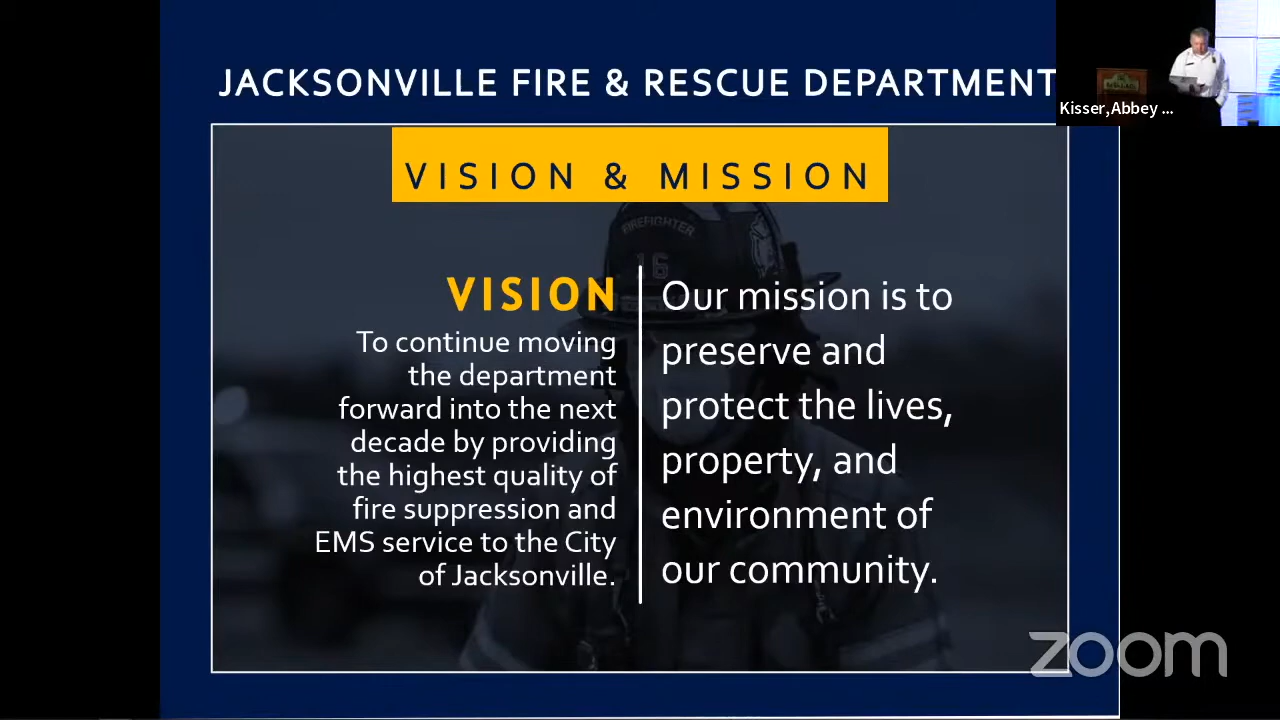 JACKSONVILLE FIRE & RESCUE DEPARTMENT
Kisser,Abbey ...
VISION & MISSION
FIREFIGHTER
16
VISION
To continue moving
the department
forward into the next
decade by providing
the highest quality of
fire suppression and
EMS service to the City
of Jacksonville.
Our mission is to
preserve and
protect the lives,
property, and
environment of
our community.
zoom